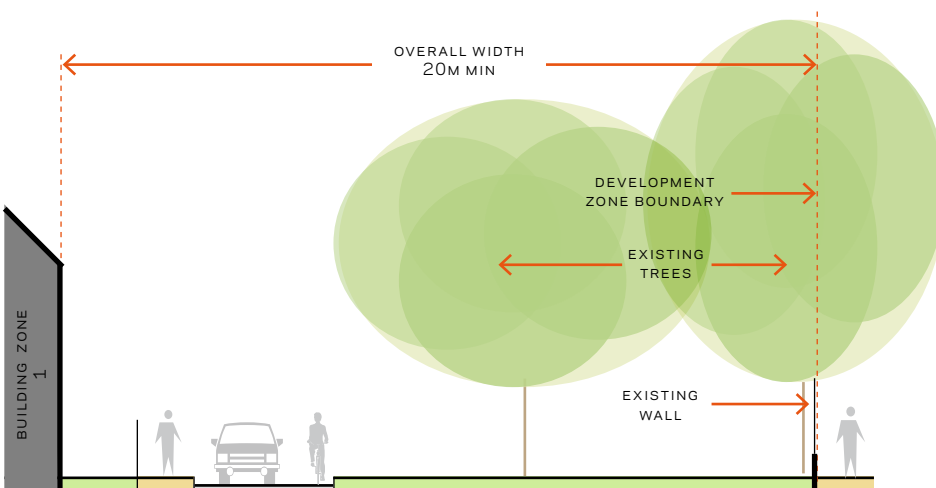 OVERALL WIDTH
20M MIN
DEVELOPMENT
ZONE BOUNDARY
EXISTING
TREES
EXISTING
WALL
BUILDING ZONE
1